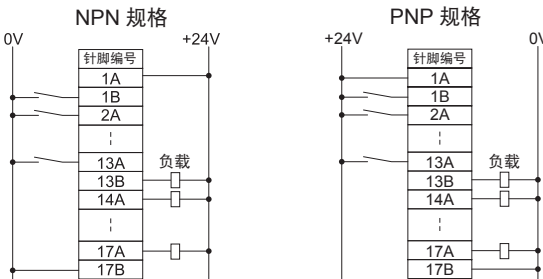 NPN 规格
0V
+24V
针脚编号
1A
1B
2A
13A
负载
13B
14A
17A
17B
PNP 规格
+24V
0V
针脚编号
1A
1B
2A
13A
负载
13B
14A
17A
17B